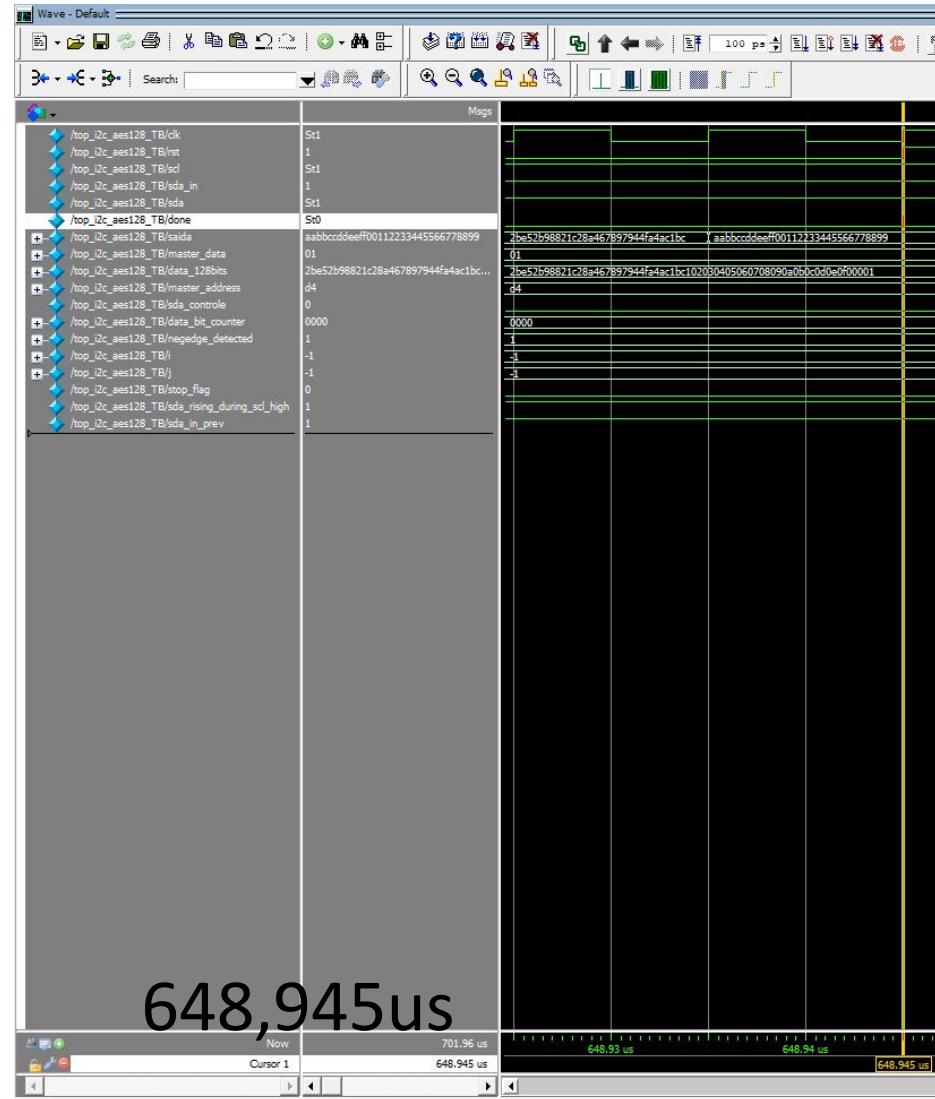 Wave - Default
100 ps
Search:
Msgs
/top_i2c_aes128_TB/clk St1
/top_i2c_aes128_TB/rst 1
/top_i2c_aes128_TB/scl St1
/top_i2c_aes128_TB/sda_in 1
/top_i2c_aes128_TB/sda St1
/top_i2c_aes128_TB/done St0
/top_i2c_aes128_TB/saida aabbccddeeff00112233445566778899 2be52b98821c28a467897944fa4ac1bc aabbccddeeff00112233445566778899
/top_i2c_aes128_TB/master_data 01 01
/top_i2c_aes128_TB/data_128bits 2be52b98821c28a467897944fa4ac1bc... 2be52b98821c28a467897944fa4ac1bc102030405060708090a0b0c0d0e0f00001
/top_i2c_aes128_TB/master_address d4 d4
/top_i2c_aes128_TB/sda_controle 0
/top_i2c_aes128_TB/data_bit_counter 0000 0000
/top_i2c_aes128_TB/negedge_detected 1 1
/top_i2c_aes128_TB/i -1 -1
/top_i2c_aes128_TB/j -1 -1
/top_i2c_aes128_TB/stop_flag 0
/top_i2c_aes128_TB/sda_rising_during_scl_high 1
/top_i2c_aes128_TB/sda_in_prev 1
648,945us
Now 701.96 us 648.93 us 648.94 us
Cursor 1 648.945 us 648.945 us